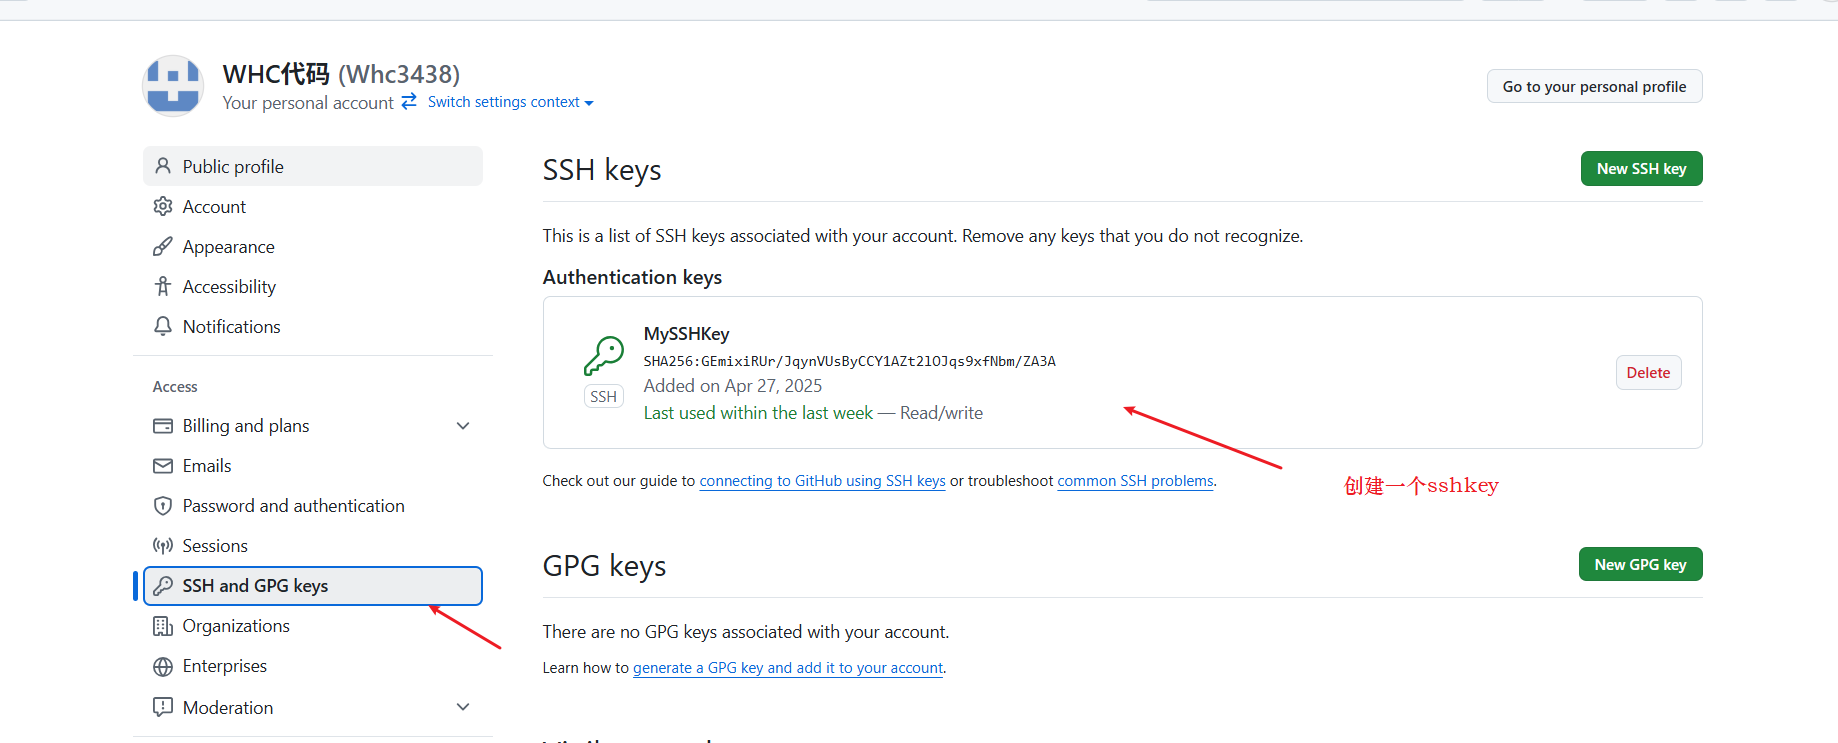 WHC代码 (Whc3438)
Your personal account Switch settings context
Go to your personal profile
Public profile
Account
Appearance
Accessibility
Notifications
Access
Billing and plans
Emails
Password and authentication
Sessions
SSH and GPG keys
Organizations
Enterprises
Moderation
SSH keys
New SSH key
This is a list of SSH keys associated with your account. Remove any keys that you do not recognize.
Authentication keys
MySSHKey
SHA256:GEmixiRUr/JqynVUsByCCY1AZt2lOJqs9xfNbm/ZA3A
Added on Apr 27, 2025
Last used within the last week — Read/write
SSH
Delete
创建一个sshkey
Check out our guide to connecting to GitHub using SSH keys or troubleshoot common SSH problems.
GPG keys
New GPG key
There are no GPG keys associated with your account.
Learn how to generate a GPG key and add it to your account.